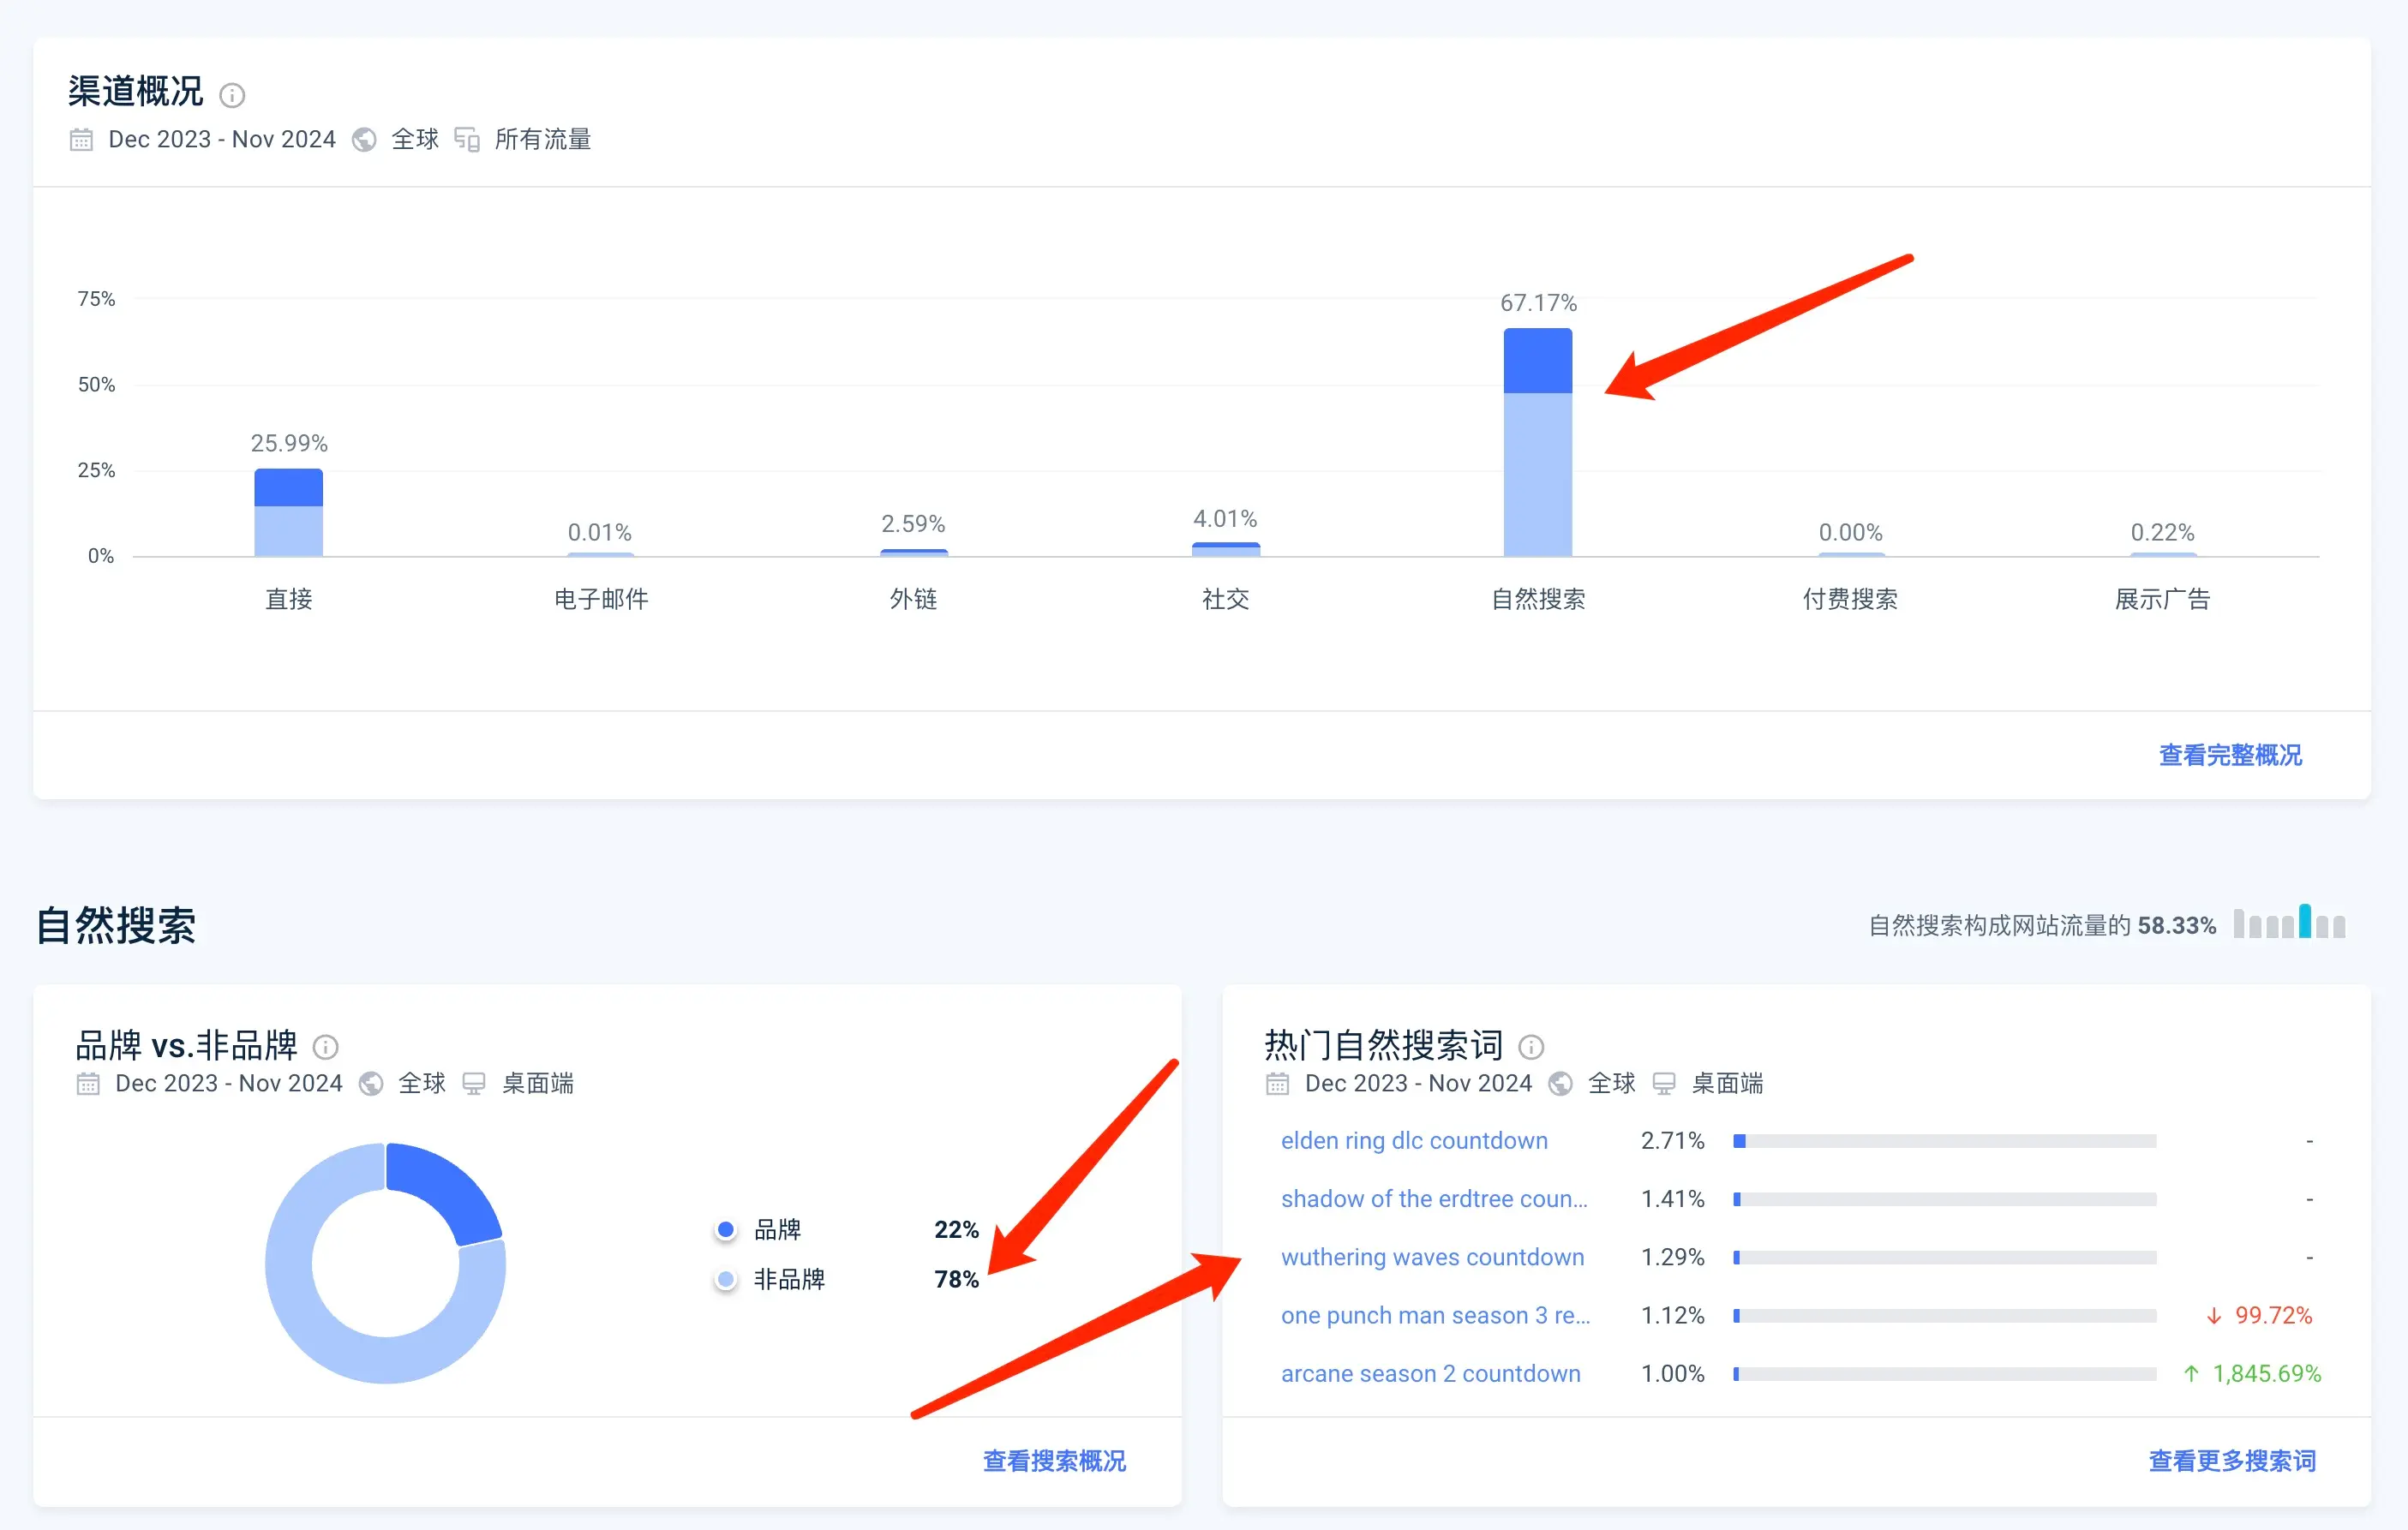 渠道概况
Dec 2023 - Nov 2024 全球 所有流量
75%
50%
25%
0%
25.99%
0.01%
2.59%
4.01%
67.17%
0.00%
0.22%
直接 电子邮件 外链 社交 自然搜索 付费搜索 展示广告
查看完整概况
自然搜索
自然搜索构成网站流量的 58.33%
品牌 vs.非品牌
Dec 2023 - Nov 2024 全球 桌面端
品牌 22%
非品牌 78%
查看搜索概况
热门自然搜索词
Dec 2023 - Nov 2024 全球 桌面端
elden ring dlc countdown 2.71% -
shadow of the erdtree coun... 1.41% -
wuthering waves countdown 1.29% -
one punch man season 3 re... 1.12% ↓ 99.72%
arcane season 2 countdown 1.00% ↑ 1,845.69%
查看更多搜索词